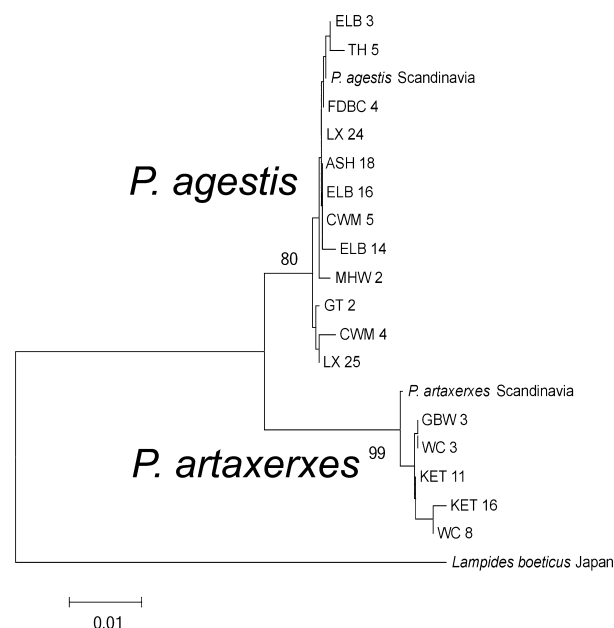 ELB 3
TH 5
P. agestis Scandinavia
FDBC 4
LX 24
ASH 18
P. agestis
ELB 16
CWM 5
ELB 14
80
MHW 2
GT 2
CWM 4
LX 25
P. artaxerxes Scandinavia
GBW 3
WC 3
99
P. artaxerxes
KET 11
KET 16
WC 8
Lampides boeticus Japan
0.01